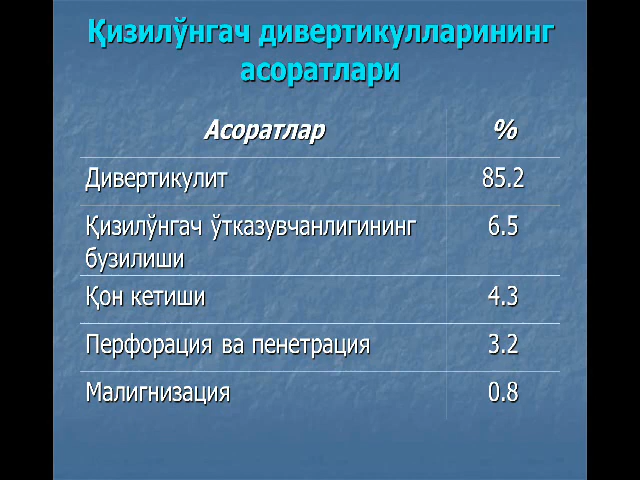 Қизилўнгач дивертикулларининг
асоратлари
Асоратлар %
Дивертикулит 85.2
Қизилўнгач ўтказувчанлигининг 6.5
бузилиши
Қон кетиши 4.3
Перфорация ва пенетрация 3.2
Малигнизация 0.8